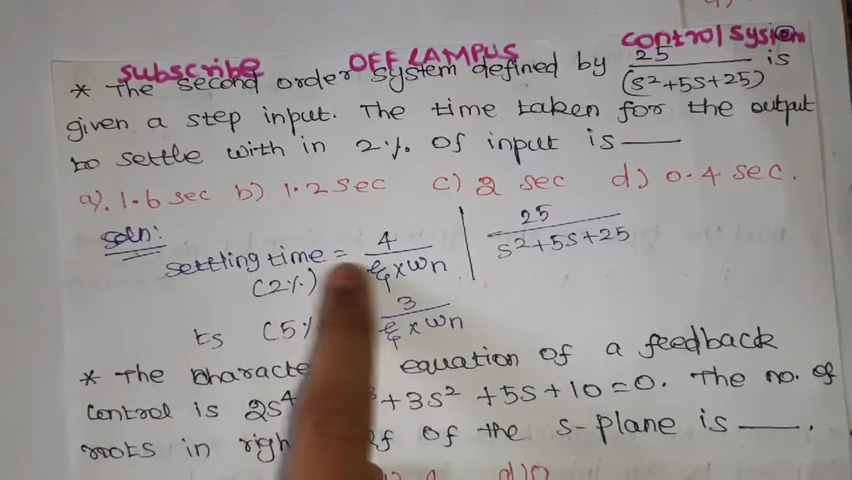 subscribe OFF CAMPUS control system
* The second order system defined by 25 / (s²+5s+25) is
given a step input. The time taken for the output
to settle with in 2% of input is ___
a). 1.6 sec b) 1.2 sec c) 2 sec d) 0.4 sec.
soln:
settling time = 4 / ξ×ωn | 25 / s²+5s+25
(2%)
ts (5% 3 / ξ×ωn
* The equation of a feedback
control is 2s⁴ +3s² +5s+10=0. The no. of
roots in of the s-plane is ___.